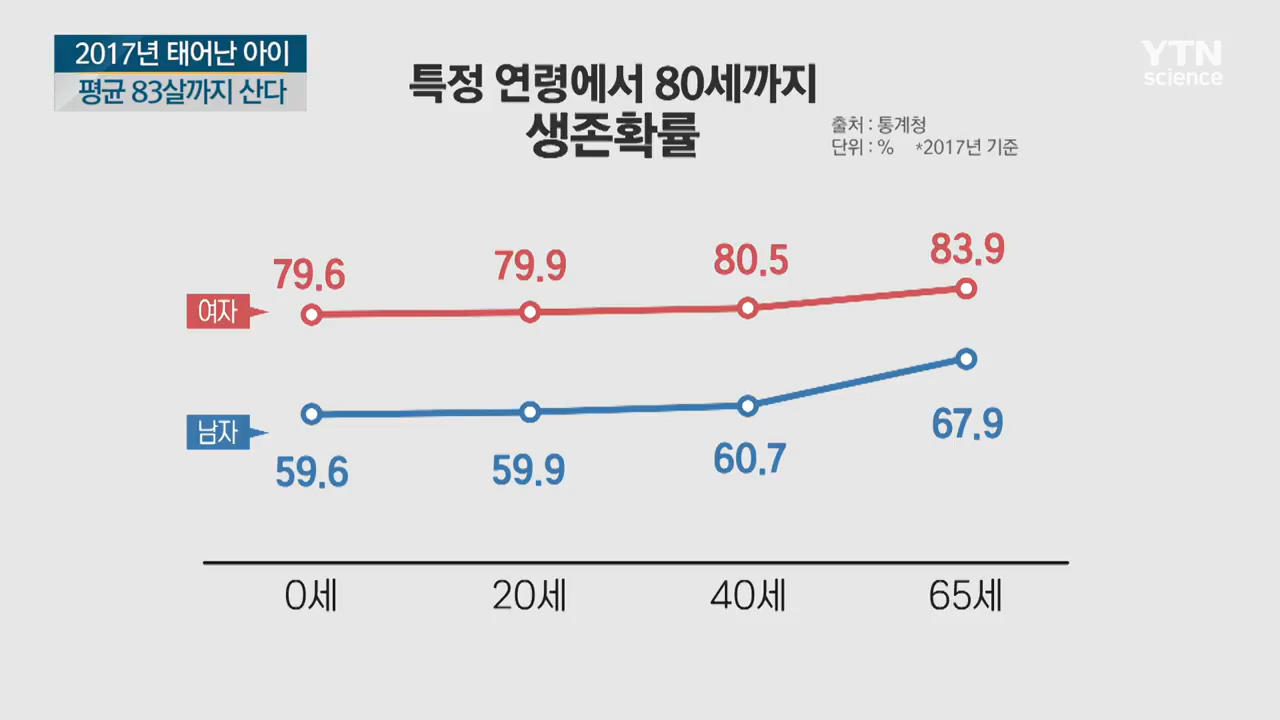 2017년 태어난 아이
평균 83살까지 산다
YTN
science
특정 연령에서 80세까지
생존확률
출처 : 통계청
단위 : % *2017년 기준
79.6 79.9 80.5 83.9
여자
남자
59.6 59.9 60.7 67.9
0세 20세 40세 65세